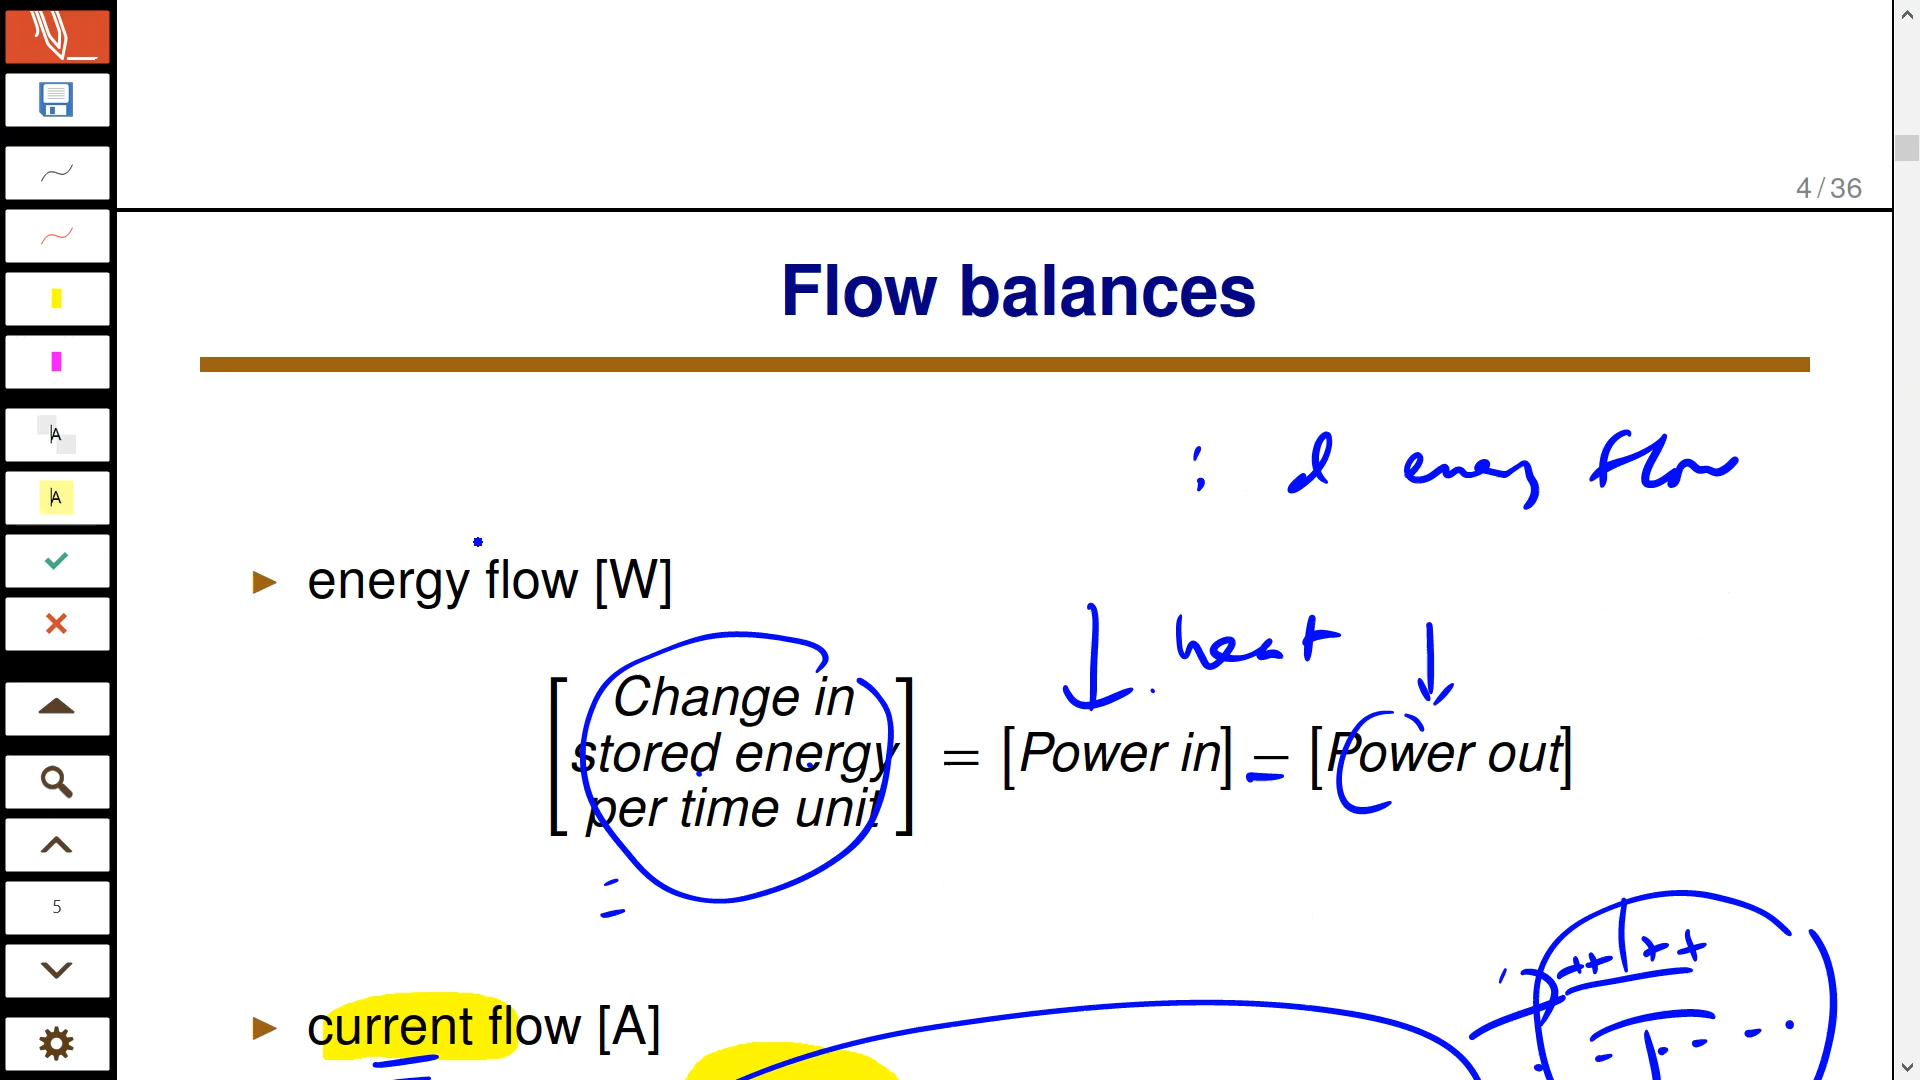 4 / 36
Flow balances
: d energy flow
▶ energy flow [W]
heat
[Change in stored energy per time unit] = [Power in] − [Power out]
5
▶ current flow [A]